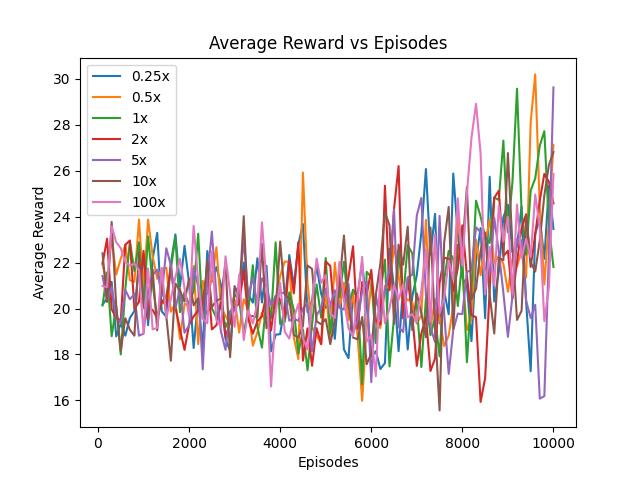 Average Reward vs Episodes
0.25x
0.5x
1x
2x
5x
10x
100x
30
28
26
24
22
20
18
16
Average Reward
0 2000 4000 6000 8000 10000
Episodes